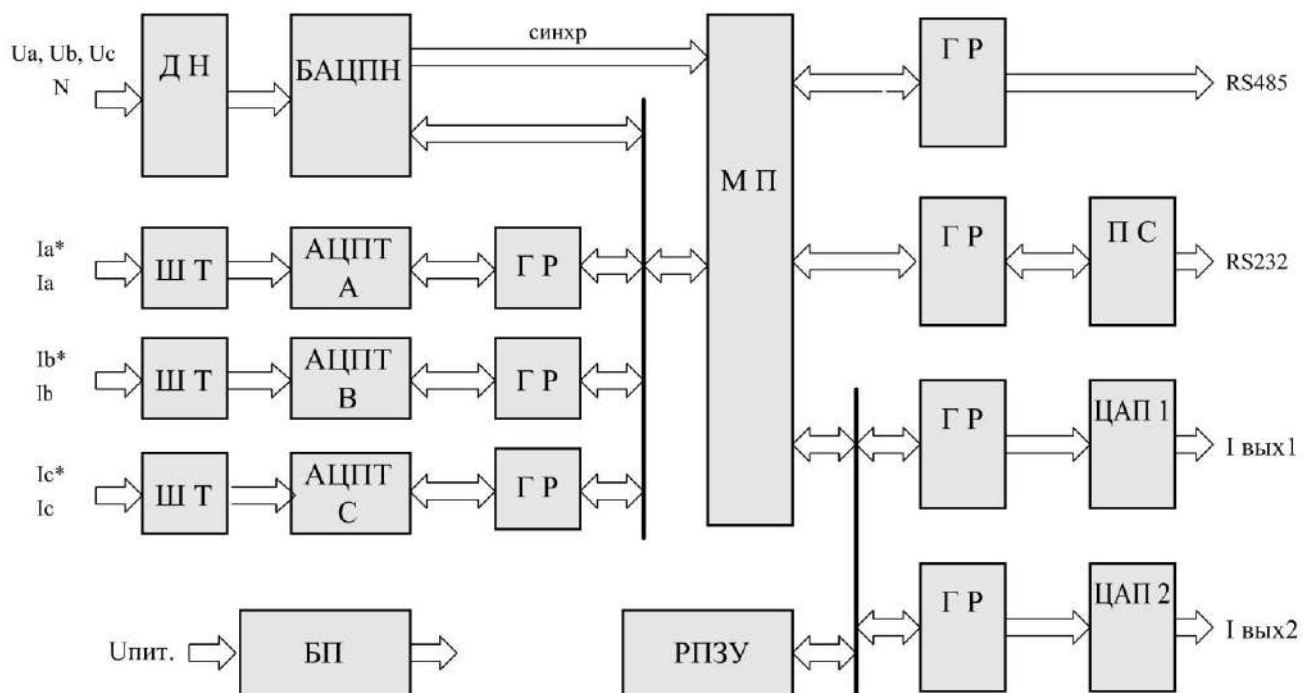 Ua, Ub, Uc
N
Д Н
БАЦПН
синхр
М П
Г Р
RS485
Ia*
Ia
Ш Т
АЦПТ
А
Г Р
Г Р
П С
RS232
Ib*
Ib
Ш Т
АЦПТ
В
Г Р
Г Р
ЦАП 1
I вых1
Ic*
Ic
Ш Т
АЦПТ
С
Г Р
Г Р
ЦАП 2
I вых2
Uпит.
БП
РПЗУ